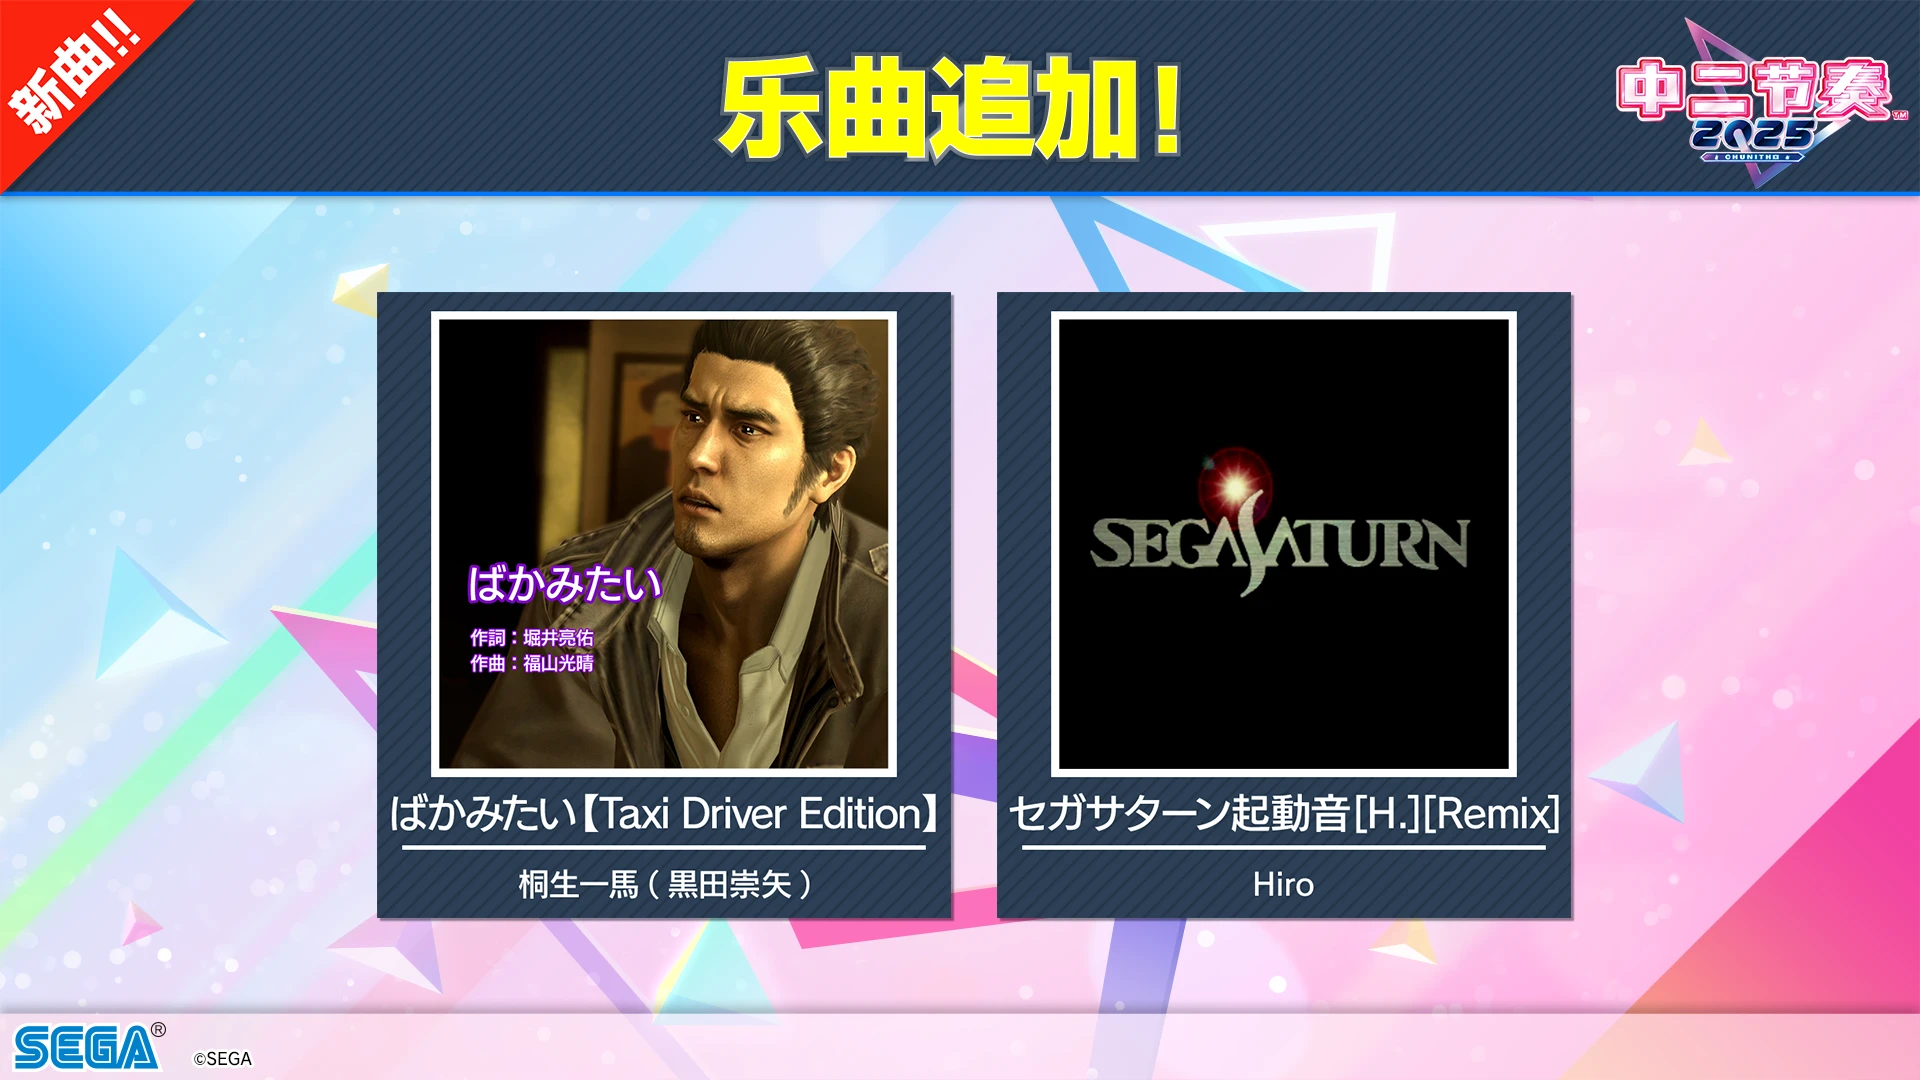 新曲!!
乐曲追加!
中二节奏
2025
CHUNITHM
ばかみたい
作詞：堀井亮佑
作曲：福山光晴
ばかみたい【Taxi Driver Edition】
桐生一馬（黒田崇矢）
SEGASATURN
セガサターン起動音[H.][Remix]
Hiro
SEGA®
©SEGA